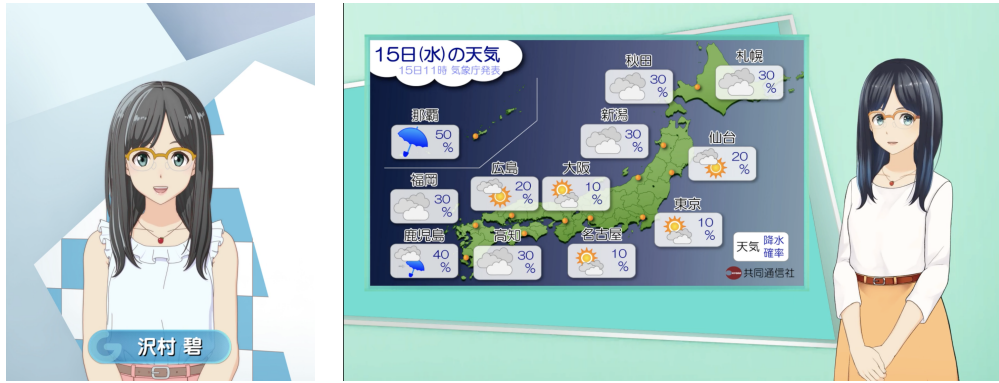 沢村 碧
15日(水)の天気
15日11時 気象庁発表
秋田
30
%
札幌
30
%
那覇
50
%
新潟
30
%
仙台
20
%
福岡
30
%
広島
20
%
大阪
10
%
東京
10
%
鹿児島
40
%
高知
30
%
名古屋
10
%
天気
降水
確率
共同通信社